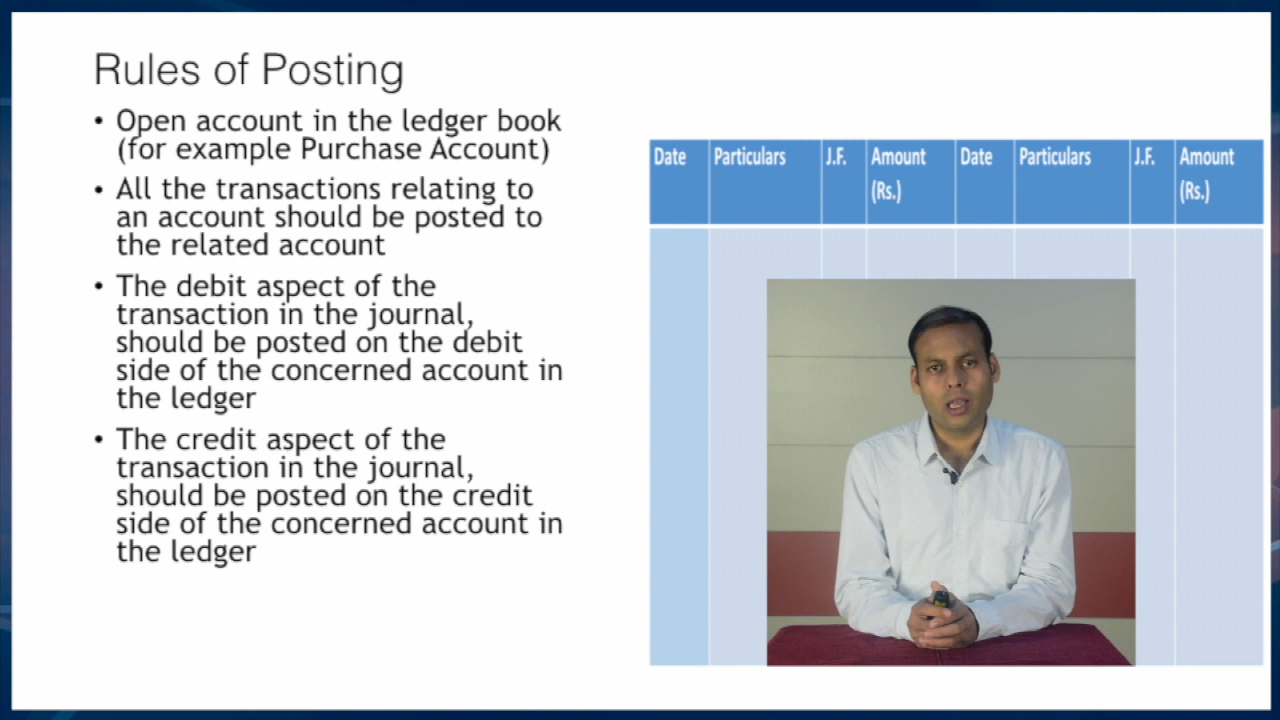 Rules of Posting
• Open account in the ledger book
(for example Purchase Account)
• All the transactions relating to
an account should be posted to
the related account
• The debit aspect of the
transaction in the journal,
should be posted on the debit
side of the concerned account in
the ledger
• The credit aspect of the
transaction in the journal,
should be posted on the credit
side of the concerned account in
the ledger
Date Particulars J.F. Amount Date Particulars J.F. Amount
(Rs.) (Rs.)